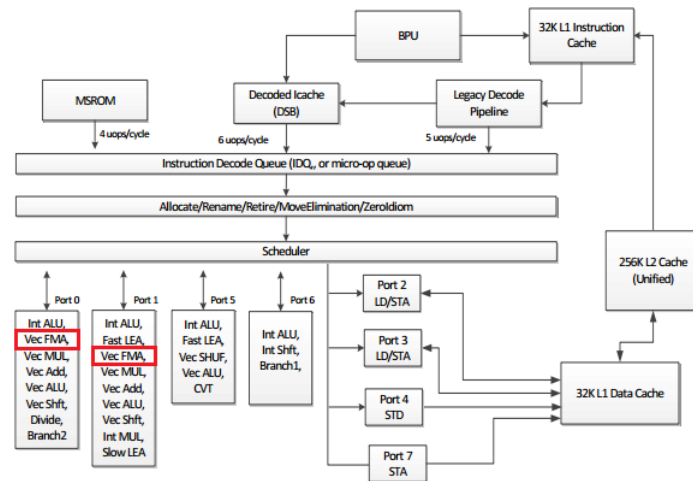 BPU
32K L1 Instruction
Cache
MSROM
Decoded Icache
(DSB)
Legacy Decode
Pipeline
4 uops/cycle
6 uops/cycle
5 uops/cycle
Instruction Decode Queue (IDQ,, or micro-op queue)
Allocate/Rename/Retire/MoveElimination/ZeroIdiom
Scheduler
256K L2 Cache
(Unified)
Port 0
Port 1
Port 5
Port 6
Int ALU,
Vec FMA,
Vec MUL,
Vec Add,
Vec ALU,
Vec Shft,
Divide,
Branch2
Int ALU,
Fast LEA,
Vec FMA,
Vec MUL,
Vec Add,
Vec ALU,
Vec Shft,
Int MUL,
Slow LEA
Int ALU,
Fast LEA,
Vec SHUF,
Vec ALU,
CVT
Int ALU,
Int Shft,
Branch1,
Port 2
LD/STA
Port 3
LD/STA
Port 4
STD
Port 7
STA
32K L1 Data Cache